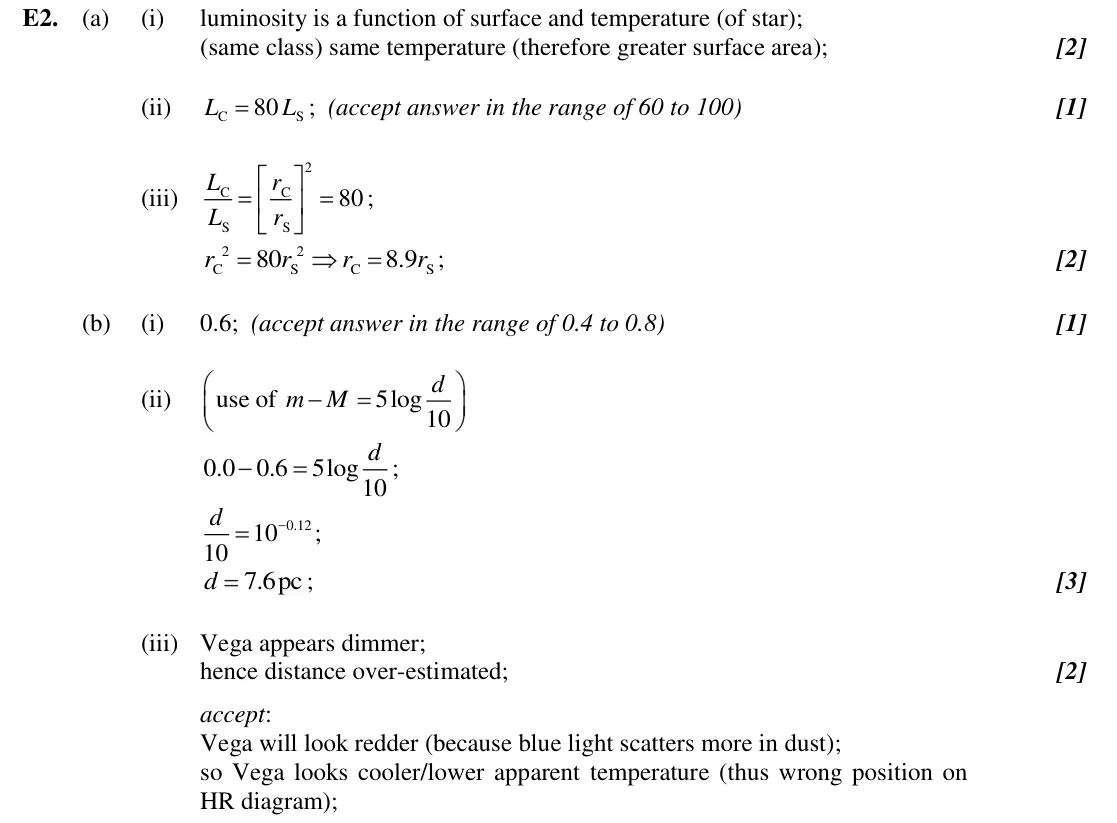 E2. (a) (i) luminosity is a function of surface and temperature (of star);
(same class) same temperature (therefore greater surface area); [2]
(ii) L_C = 80 L_S ; (accept answer in the range of 60 to 100) [1]
(iii) L_C / L_S = [r_C / r_S]^2 = 80 ;
r_C^2 = 80r_S^2 ⇒ r_C = 8.9r_S ; [2]
(b) (i) 0.6; (accept answer in the range of 0.4 to 0.8) [1]
(ii) (use of m − M = 5 log d/10)
0.0 − 0.6 = 5 log d/10 ;
d/10 = 10^−0.12 ;
d = 7.6 pc ; [3]
(iii) Vega appears dimmer;
hence distance over-estimated; [2]
accept:
Vega will look redder (because blue light scatters more in dust);
so Vega looks cooler/lower apparent temperature (thus wrong position on
HR diagram);